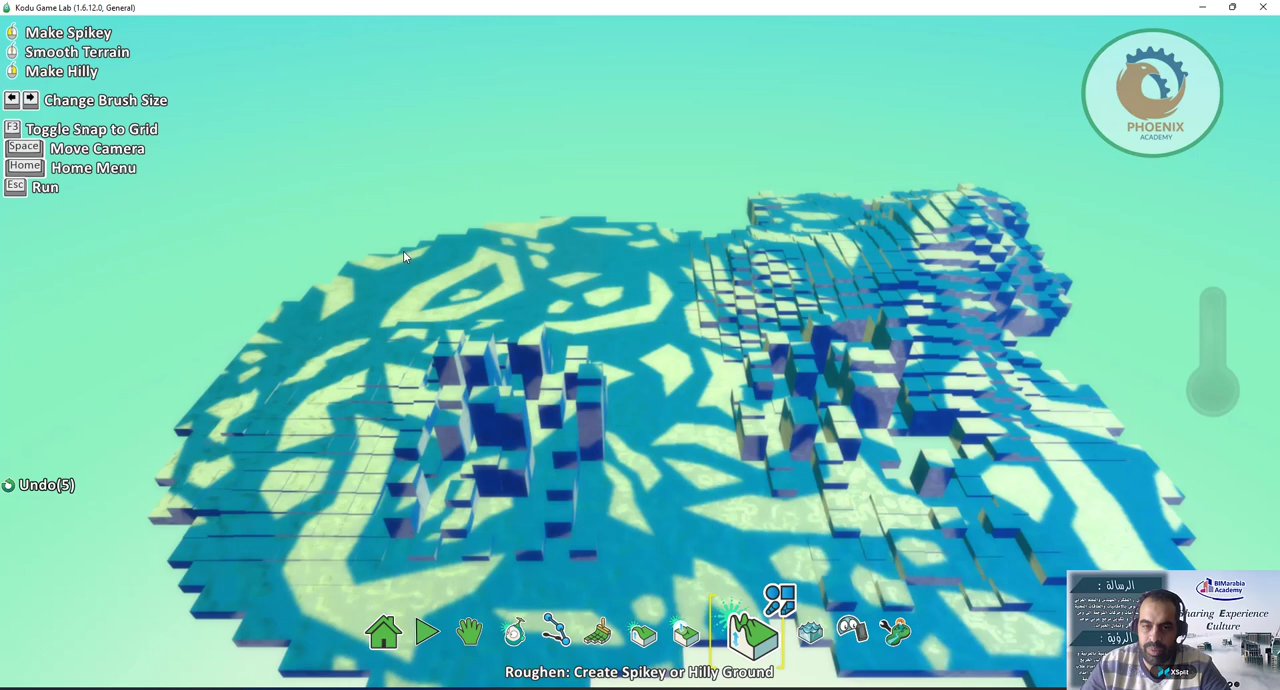 Kodu Game Lab (1.6.12.0, General)
Make Spikey
Smooth Terrain
Make Hilly
Change Brush Size
F3 Toggle Snap to Grid
Space Move Camera
Home Home Menu
Esc Run
PHOENIX
ACADEMY
Undo(5)
Roughen: Create Spikey or Hilly Ground
الرسالة :
الرؤية :
BIMarabia
Academy
Sharing Experience
Culture
XSplit